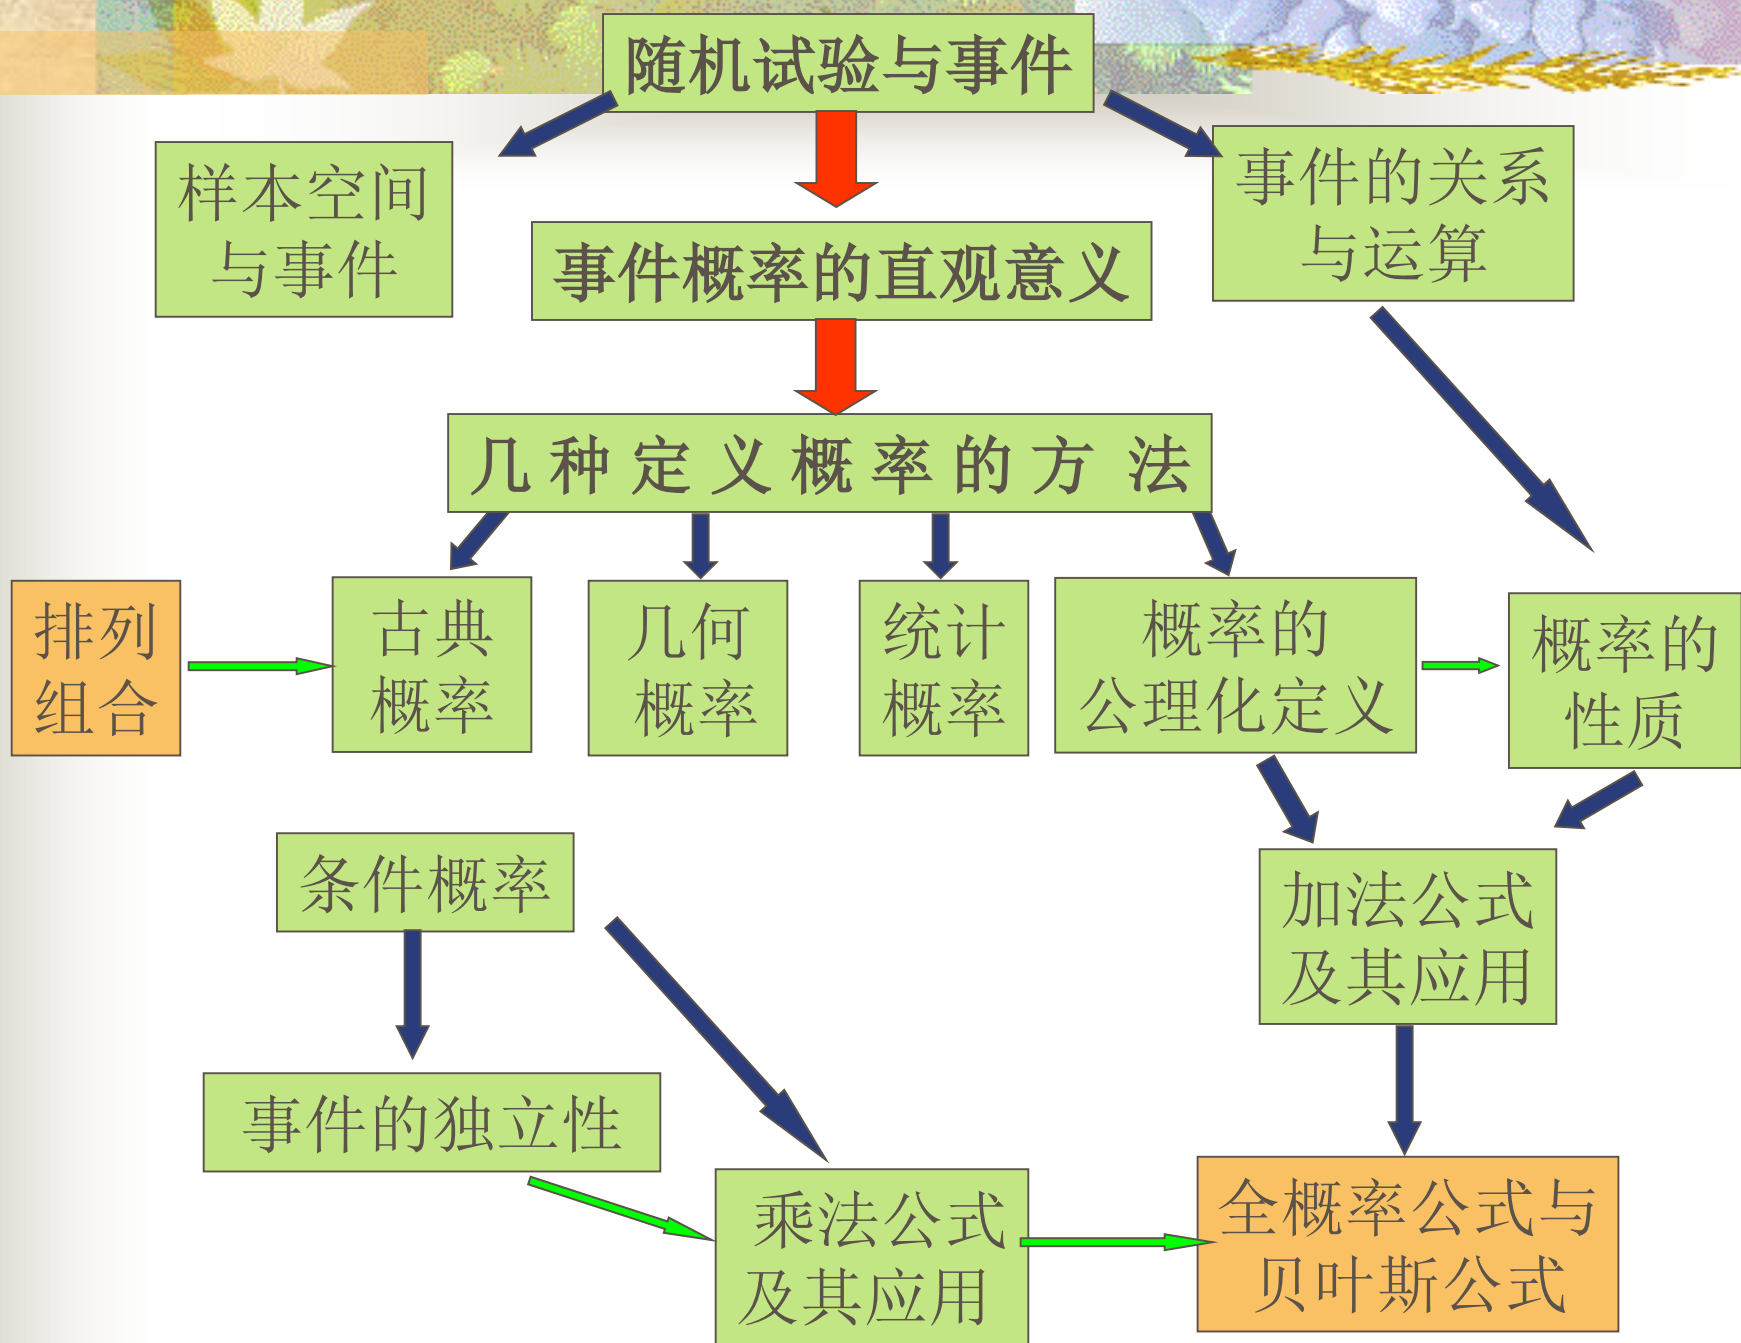 随机试验与事件
样本空间
与事件
事件的关系
与运算
事件概率的直观意义
几种定义概率的方 法
排列
组合
古典
概率
几何
概率
统计
概率
概率的
公理化定义
概率的
性质
条件概率
加法公式
及其应用
事件的独立性
乘法公式
及其应用
全概率公式与
贝叶斯公式